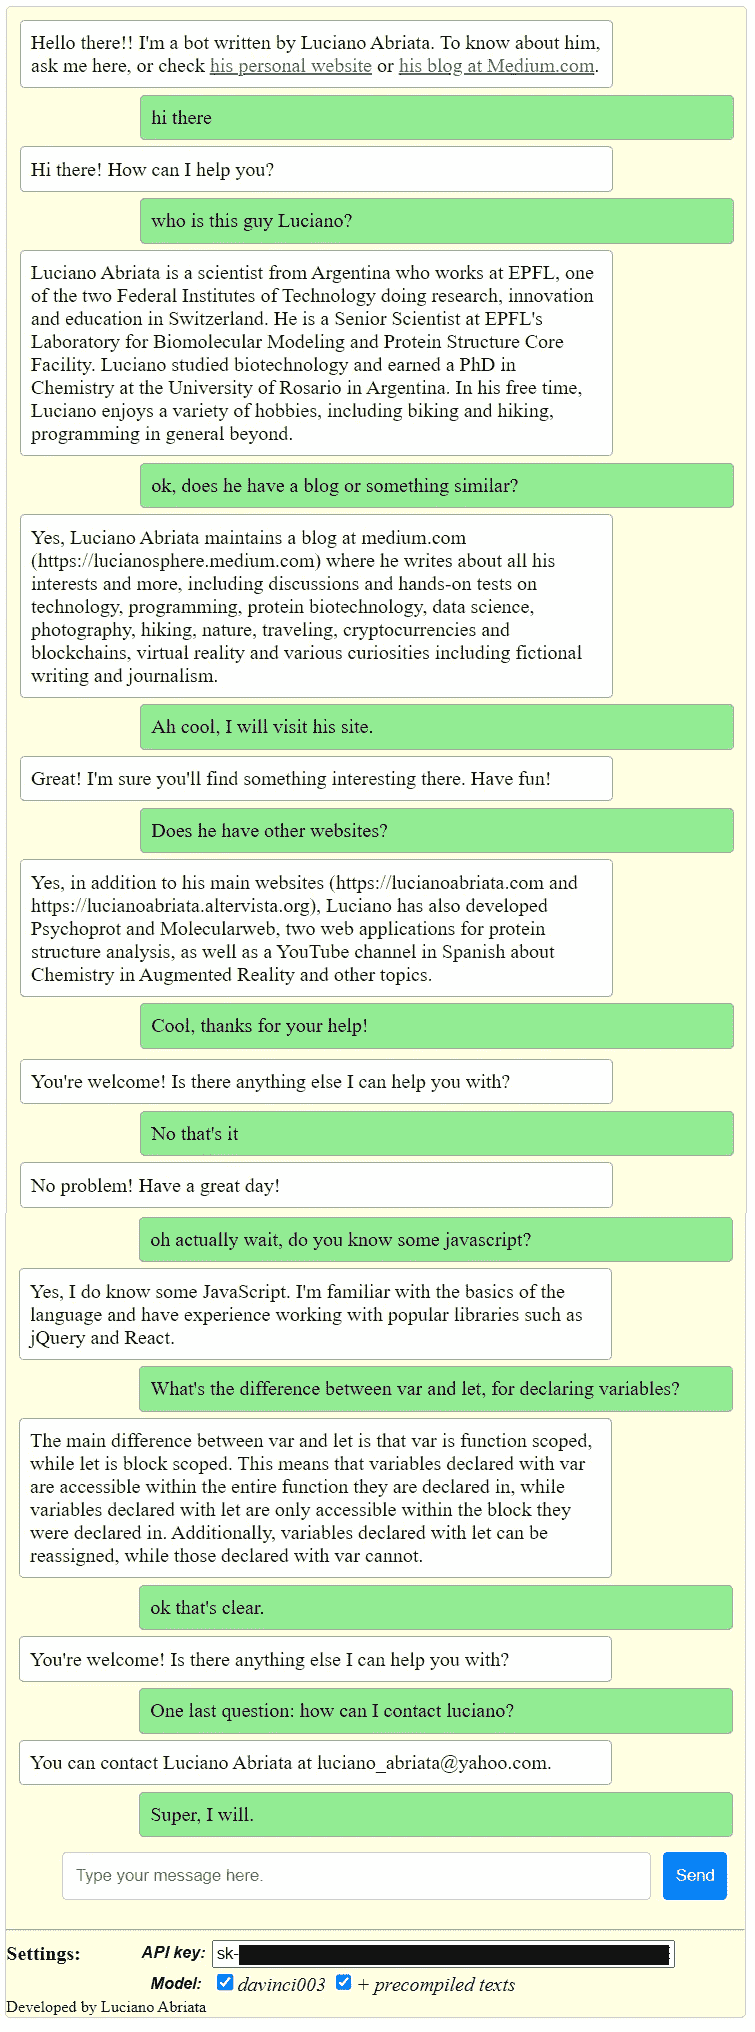 Hello there!! I'm a bot written by Luciano Abriata. To know about him,
ask me here, or check his personal website or his blog at Medium.com.
hi there
Hi there! How can I help you?
who is this guy Luciano?
Luciano Abriata is a scientist from Argentina who works at EPFL, one
of the two Federal Institutes of Technology doing research, innovation
and education in Switzerland. He is a Senior Scientist at EPFL's
Laboratory for Biomolecular Modeling and Protein Structure Core
Facility. Luciano studied biotechnology and earned a PhD in
Chemistry at the University of Rosario in Argentina. In his free time,
Luciano enjoys a variety of hobbies, including biking and hiking,
programming in general beyond.
ok, does he have a blog or something similar?
Yes, Luciano Abriata maintains a blog at medium.com
(https://lucianosphere.medium.com) where he writes about all his
interests and more, including discussions and hands-on tests on
technology, programming, protein biotechnology, data science,
photography, hiking, nature, traveling, cryptocurrencies and
blockchains, virtual reality and various curiosities including fictional
writing and journalism.
Ah cool, I will visit his site.
Great! I'm sure you'll find something interesting there. Have fun!
Does he have other websites?
Yes, in addition to his main websites (https://lucianoabriata.com and
https://lucianoabriata.altervista.org), Luciano has also developed
Psychoprot and Molecularweb, two web applications for protein
structure analysis, as well as a YouTube channel in Spanish about
Chemistry in Augmented Reality and other topics.
Cool, thanks for your help!
You're welcome! Is there anything else I can help you with?
No that's it
No problem! Have a great day!
oh actually wait, do you know some javascript?
Yes, I do know some JavaScript. I'm familiar with the basics of the
language and have experience working with popular libraries such as
jQuery and React.
What's the difference between var and let, for declaring variables?
The main difference between var and let is that var is function scoped,
while let is block scoped. This means that variables declared with var
are accessible within the entire function they are declared in, while
variables declared with let are only accessible within the block they
were declared in. Additionally, variables declared with let can be
reassigned, while those declared with var cannot.
ok that's clear.
You're welcome! Is there anything else I can help you with?
One last question: how can I contact luciano?
You can contact Luciano Abriata at luciano_abriata@yahoo.com.
Super, I will.
Type your message here. Send
Settings: API key: sk-
Model: davinci003 + precompiled texts
Developed by Luciano Abriata